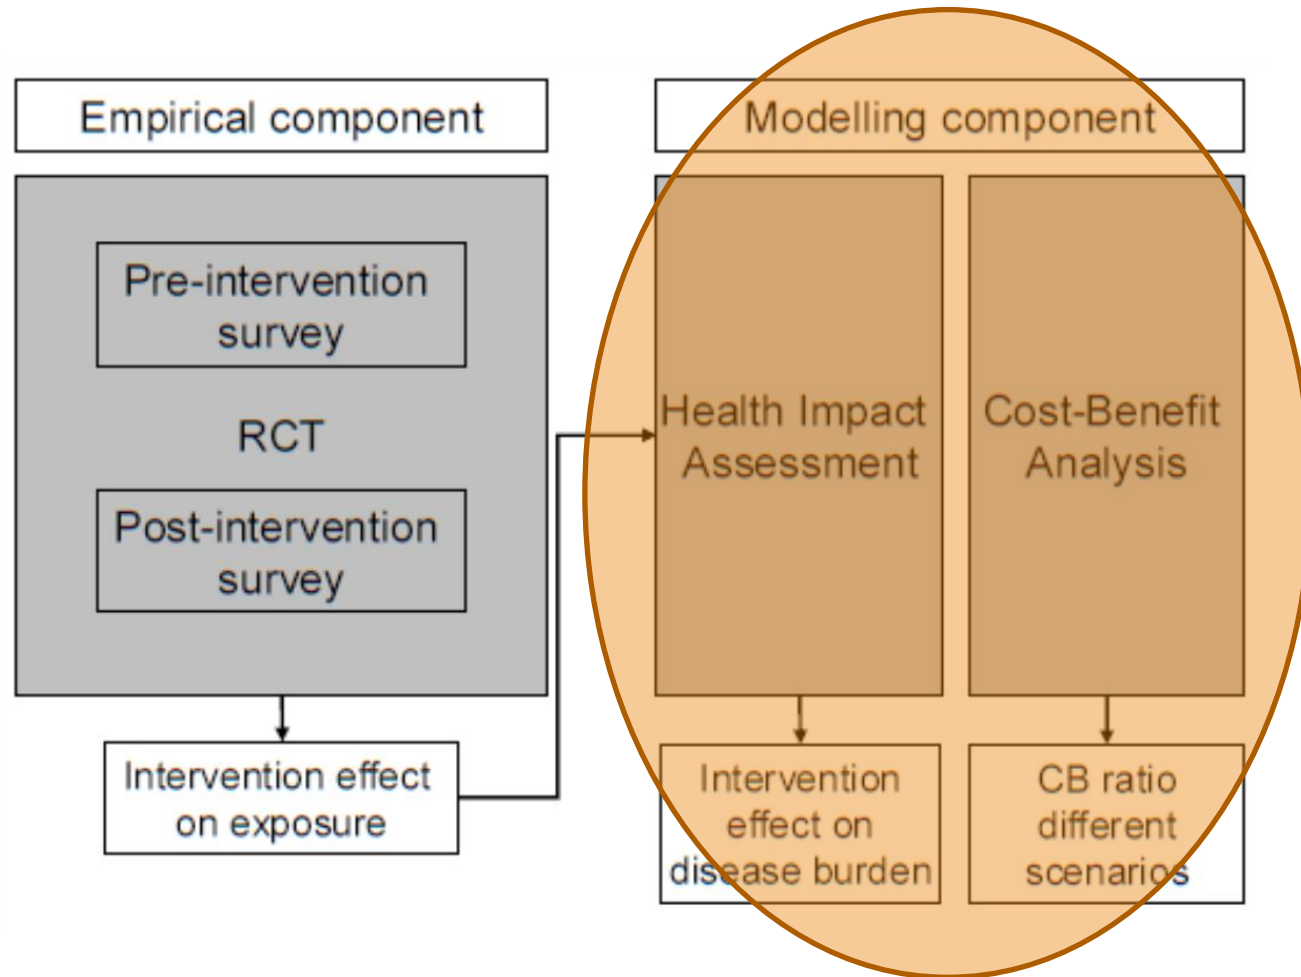 Empirical component
Pre-intervention
survey
RCT
Post-intervention
survey
Intervention effect
on exposure
Modelling component
Health Impact
Assessment
Cost-Benefit
Analysis
Intervention
effect on
disease burden
CB ratio
different
scenarios